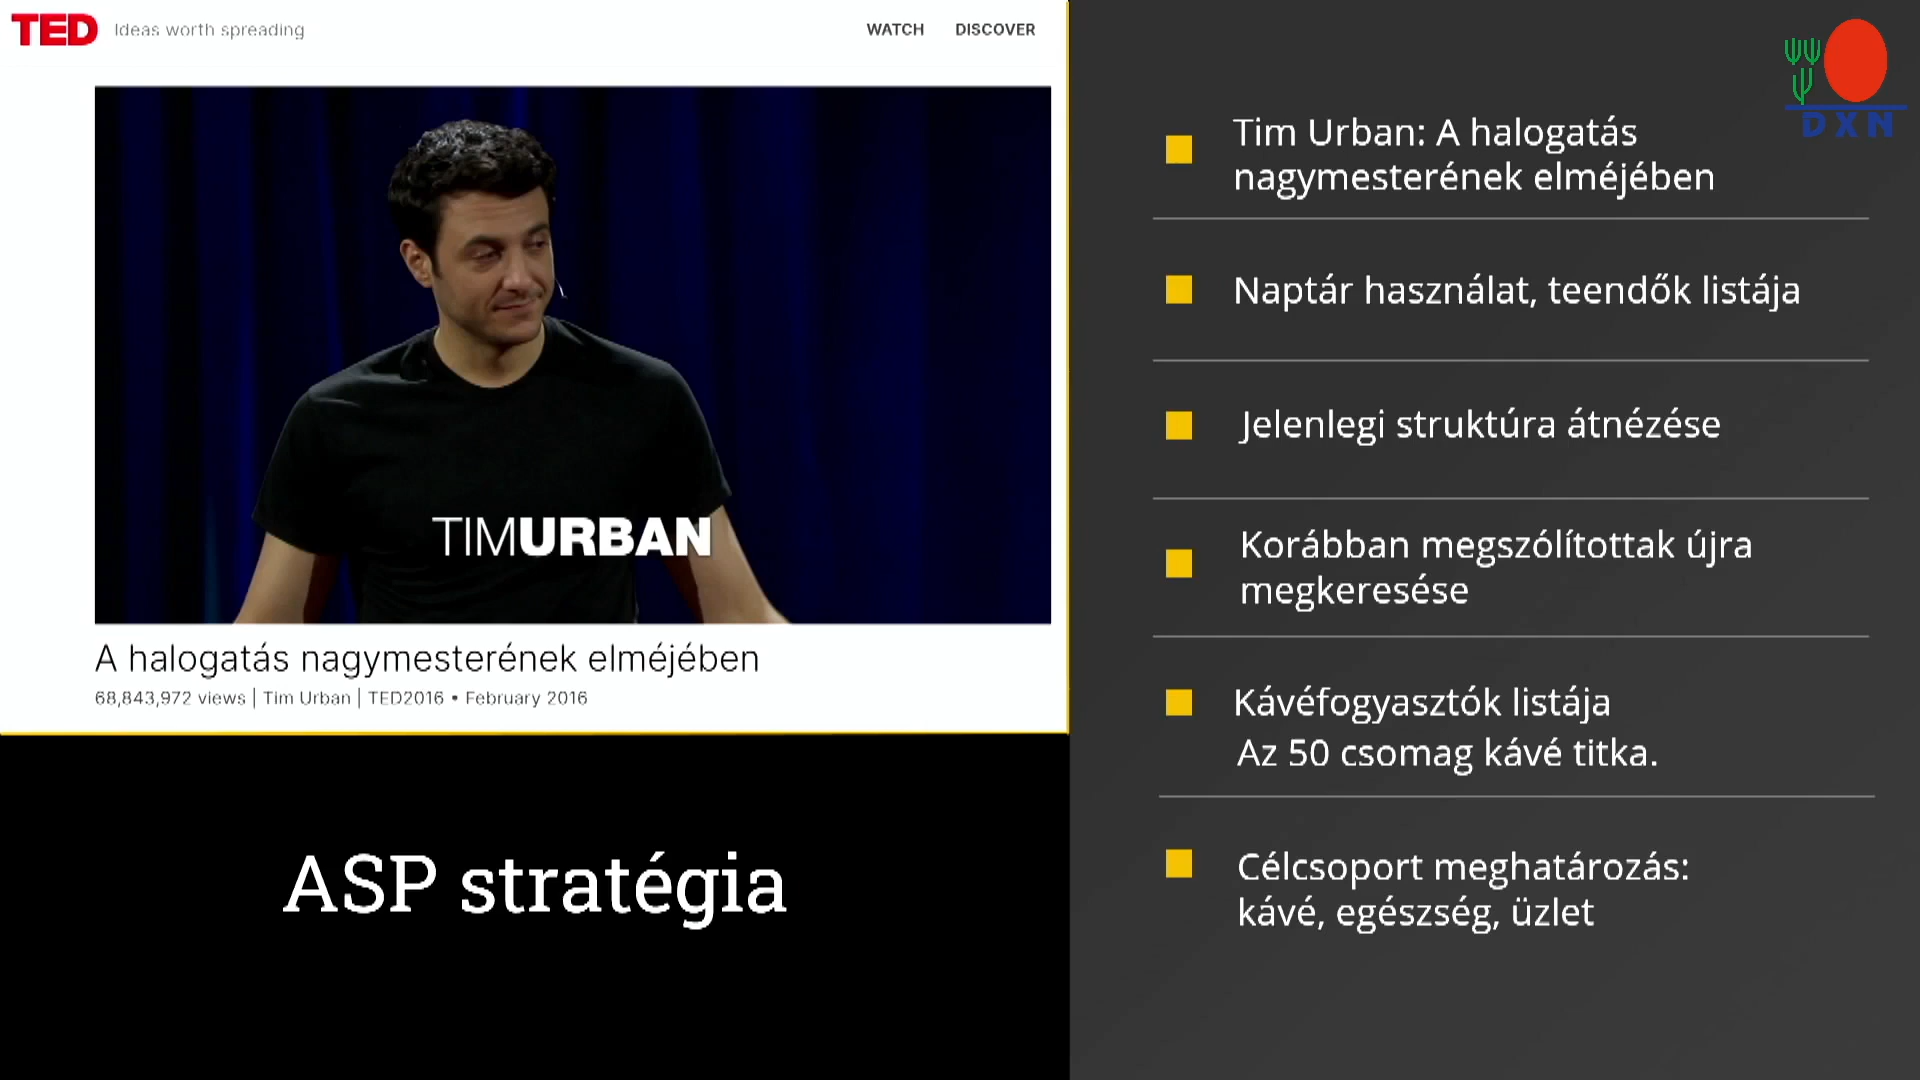 TED Ideas worth spreading
WATCH DISCOVER
TIMURBAN
A halogatás nagymesterének elméjében
68,843,972 views | Tim Urban | TED2016 • February 2016
ASP stratégia
DXN
Tim Urban: A halogatás
nagymesterének elméjében
Naptár használat, teendők listája
Jelenlegi struktúra átnézése
Korábban megszólítottak újra
megkeresése
Kávéfogyasztók listája
Az 50 csomag kávé titka.
Célcsoport meghatározás:
kávé, egészség, üzlet